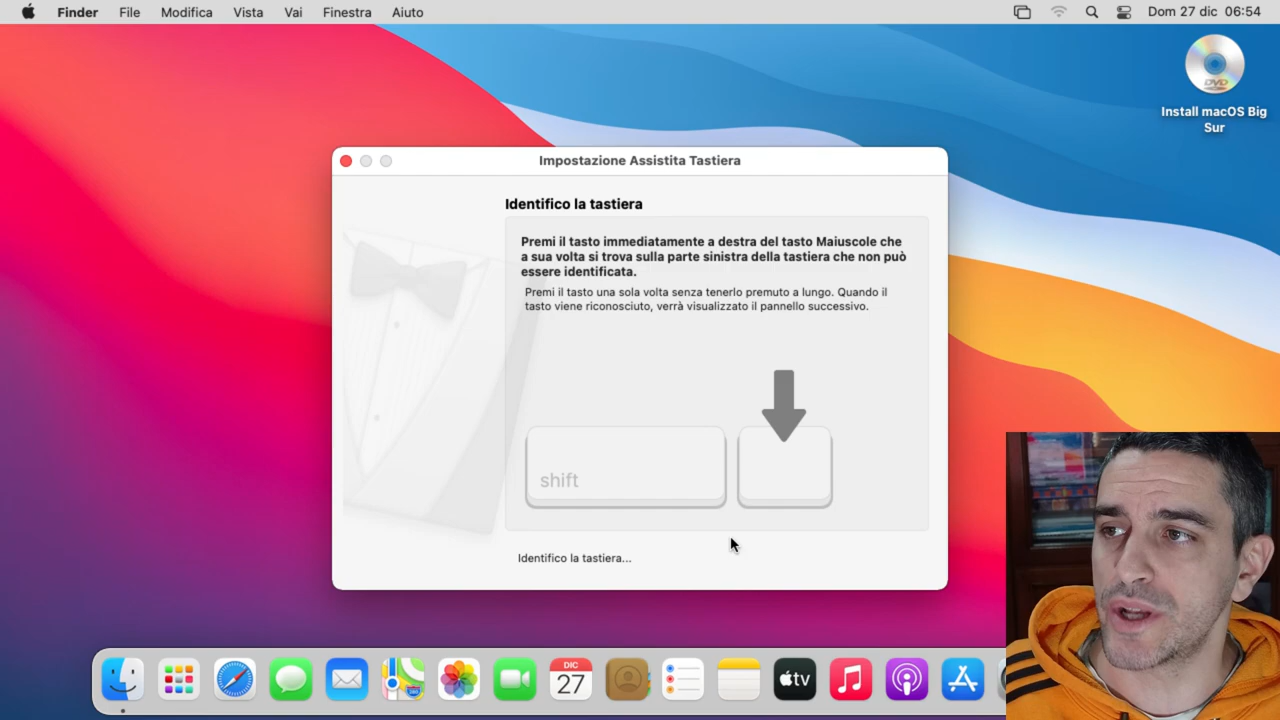 Finder File Modifica Vista Vai Finestra Aiuto Dom 27 dic 06:54
DVD
Install macOS Big
Sur
Impostazione Assistita Tastiera
Identifico la tastiera
Premi il tasto immediatamente a destra del tasto Maiuscole che
a sua volta si trova sulla parte sinistra della tastiera che non può
essere identificata.
Premi il tasto una sola volta senza tenerlo premuto a lungo. Quando il
tasto viene riconosciuto, verrà visualizzato il pannello successivo.
shift
Identifico la tastiera...
DIC
27
tv